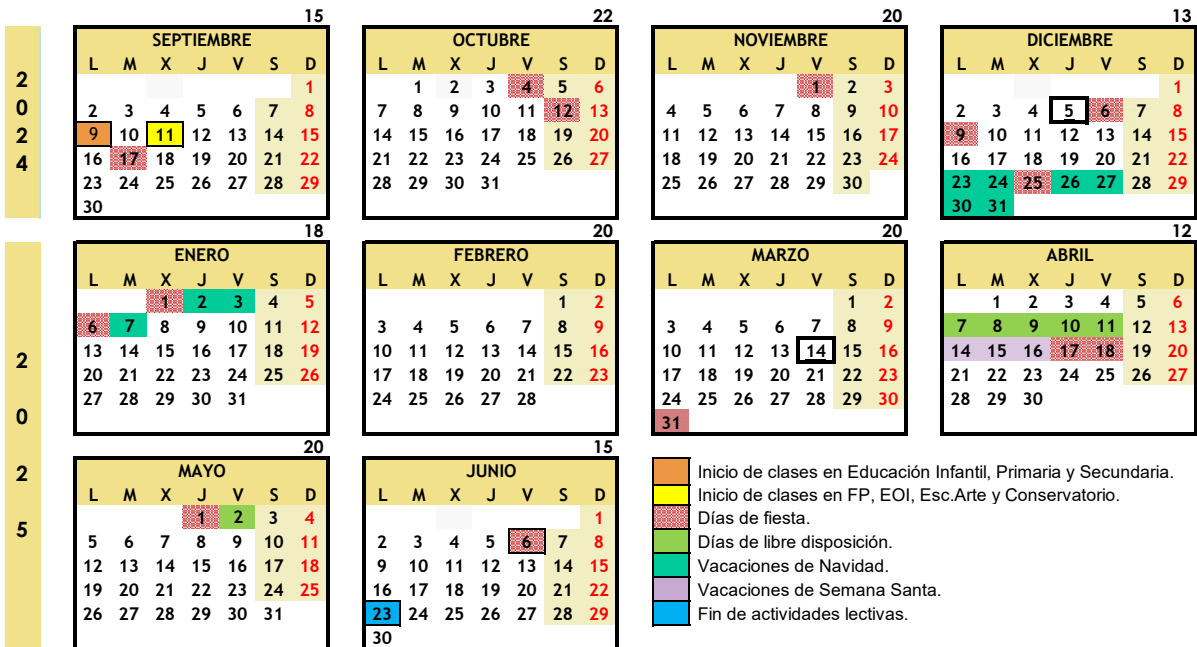 15 22 20 13
SEPTIEMBRE OCTUBRE NOVIEMBRE DICIEMBRE
L M X J V S D L M X J V S D L M X J V S D L M X J V S D
1 1 2 3 4 5 6 1 2 3 1
2 3 4 5 6 7 8 7 8 9 10 11 12 13 4 5 6 7 8 9 10 2 3 4 5 6 7 8
9 10 11 12 13 14 15 14 15 16 17 18 19 20 11 12 13 14 15 16 17 9 10 11 12 13 14 15
16 17 18 19 20 21 22 21 22 23 24 25 26 27 18 19 20 21 22 23 24 16 17 18 19 20 21 22
23 24 25 26 27 28 29 28 29 30 31 25 26 27 28 29 30 23 24 25 26 27 28 29
30 30 31
2
0
2
4
18 20 20 12
ENERO FEBRERO MARZO ABRIL
L M X J V S D L M X J V S D L M X J V S D L M X J V S D
1 2 3 4 5 1 2 1 2 1 2 3 4 5 6
6 7 8 9 10 11 12 3 4 5 6 7 8 9 3 4 5 6 7 8 9 7 8 9 10 11 12 13
13 14 15 16 17 18 19 10 11 12 13 14 15 16 10 11 12 13 14 15 16 14 15 16 17 18 19 20
20 21 22 23 24 25 26 17 18 19 20 21 22 23 17 18 19 20 21 22 23 21 22 23 24 25 26 27
27 28 29 30 31 24 25 26 27 28 24 25 26 27 28 29 30 28 29 30
31
2
0
2
5
20 15
MAYO JUNIO
L M X J V S D L M X J V S D
1 2 3 4 1
5 6 7 8 9 10 11 2 3 4 5 6 7 8
12 13 14 15 16 17 18 9 10 11 12 13 14 15
19 20 21 22 23 24 25 16 17 18 19 20 21 22
26 27 28 29 30 31 23 24 25 26 27 28 29
30
Inicio de clases en Educación Infantil, Primaria y Secundaria.
Inicio de clases en FP, EOI, Esc.Arte y Conservatorio.
Días de fiesta.
Días de libre disposición.
Vacaciones de Navidad.
Vacaciones de Semana Santa.
Fin de actividades lectivas.